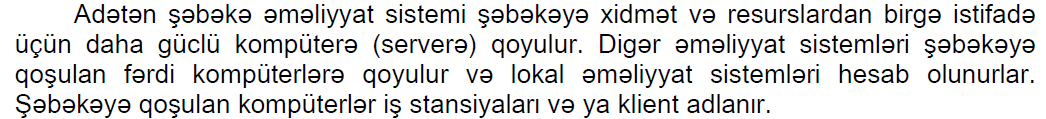 Adətən şəbəkə əməliyyat sistemi şəbəkəyə xidmət və resurslardan birgə istifadə
üçün daha güclü kompüterə (serverə) qoyulur. Digər əməliyyat sistemləri şəbəkəyə
qoşulan fərdi kompüterlərə qoyulur və lokal əməliyyat sistemləri hesab olunurlar.
Şəbəkəyə qoşulan kompüterlər iş stansiyaları və ya klient adlanır.